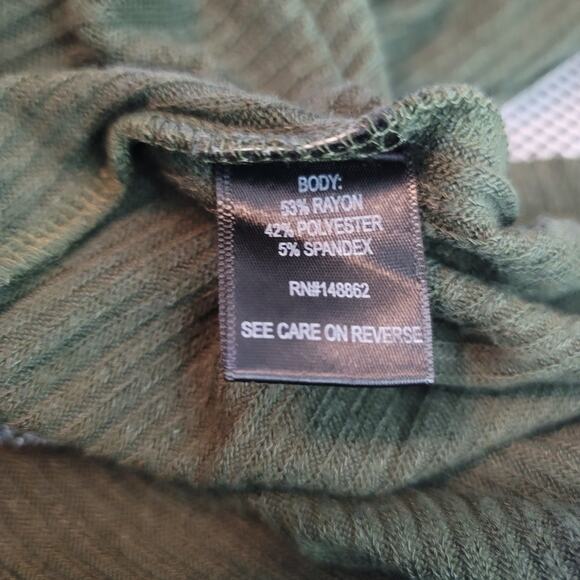 BODY:
53% RAYON
42% POLYESTER
5% SPANDEX
RN#148862
SEE CARE ON REVERSE